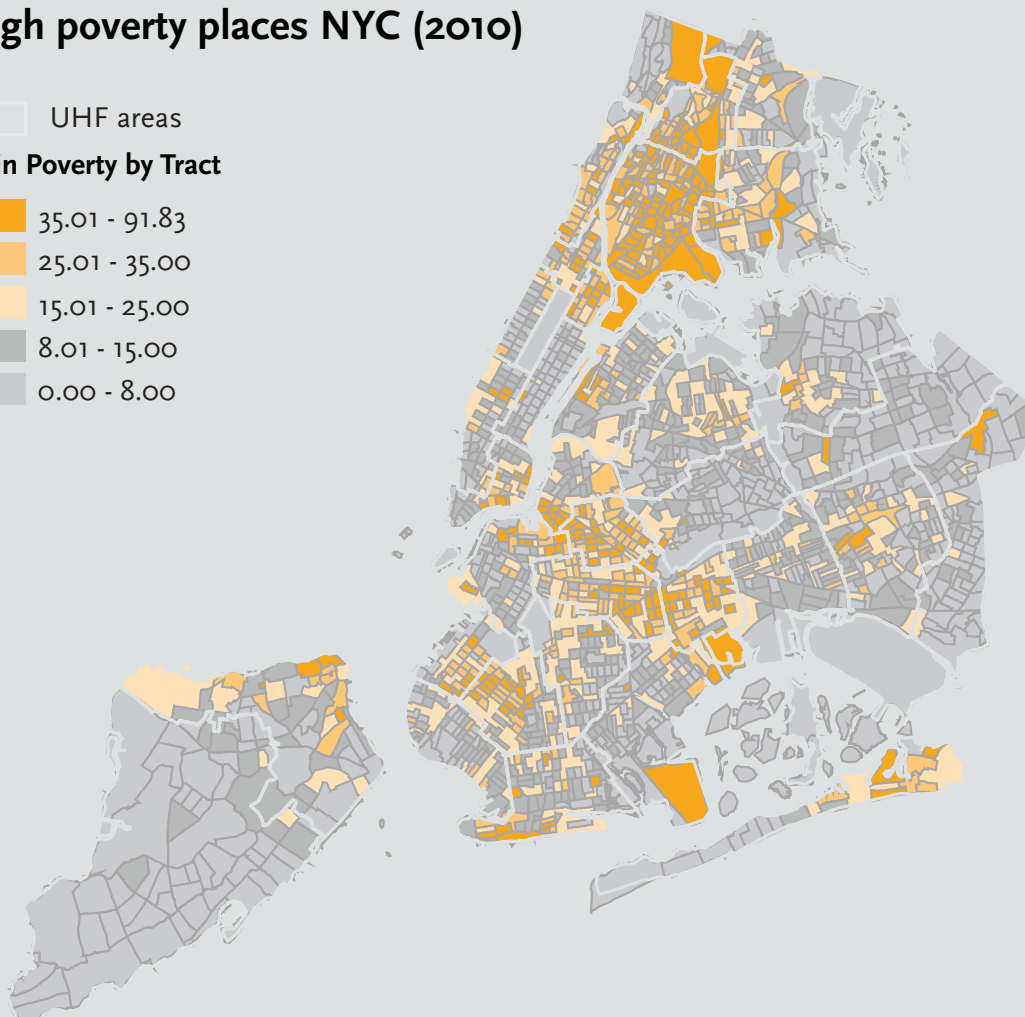 gh poverty places NYC (2010)
UHF areas
in Poverty by Tract
35.01 - 91.83
25.01 - 35.00
15.01 - 25.00
8.01 - 15.00
0.00 - 8.00